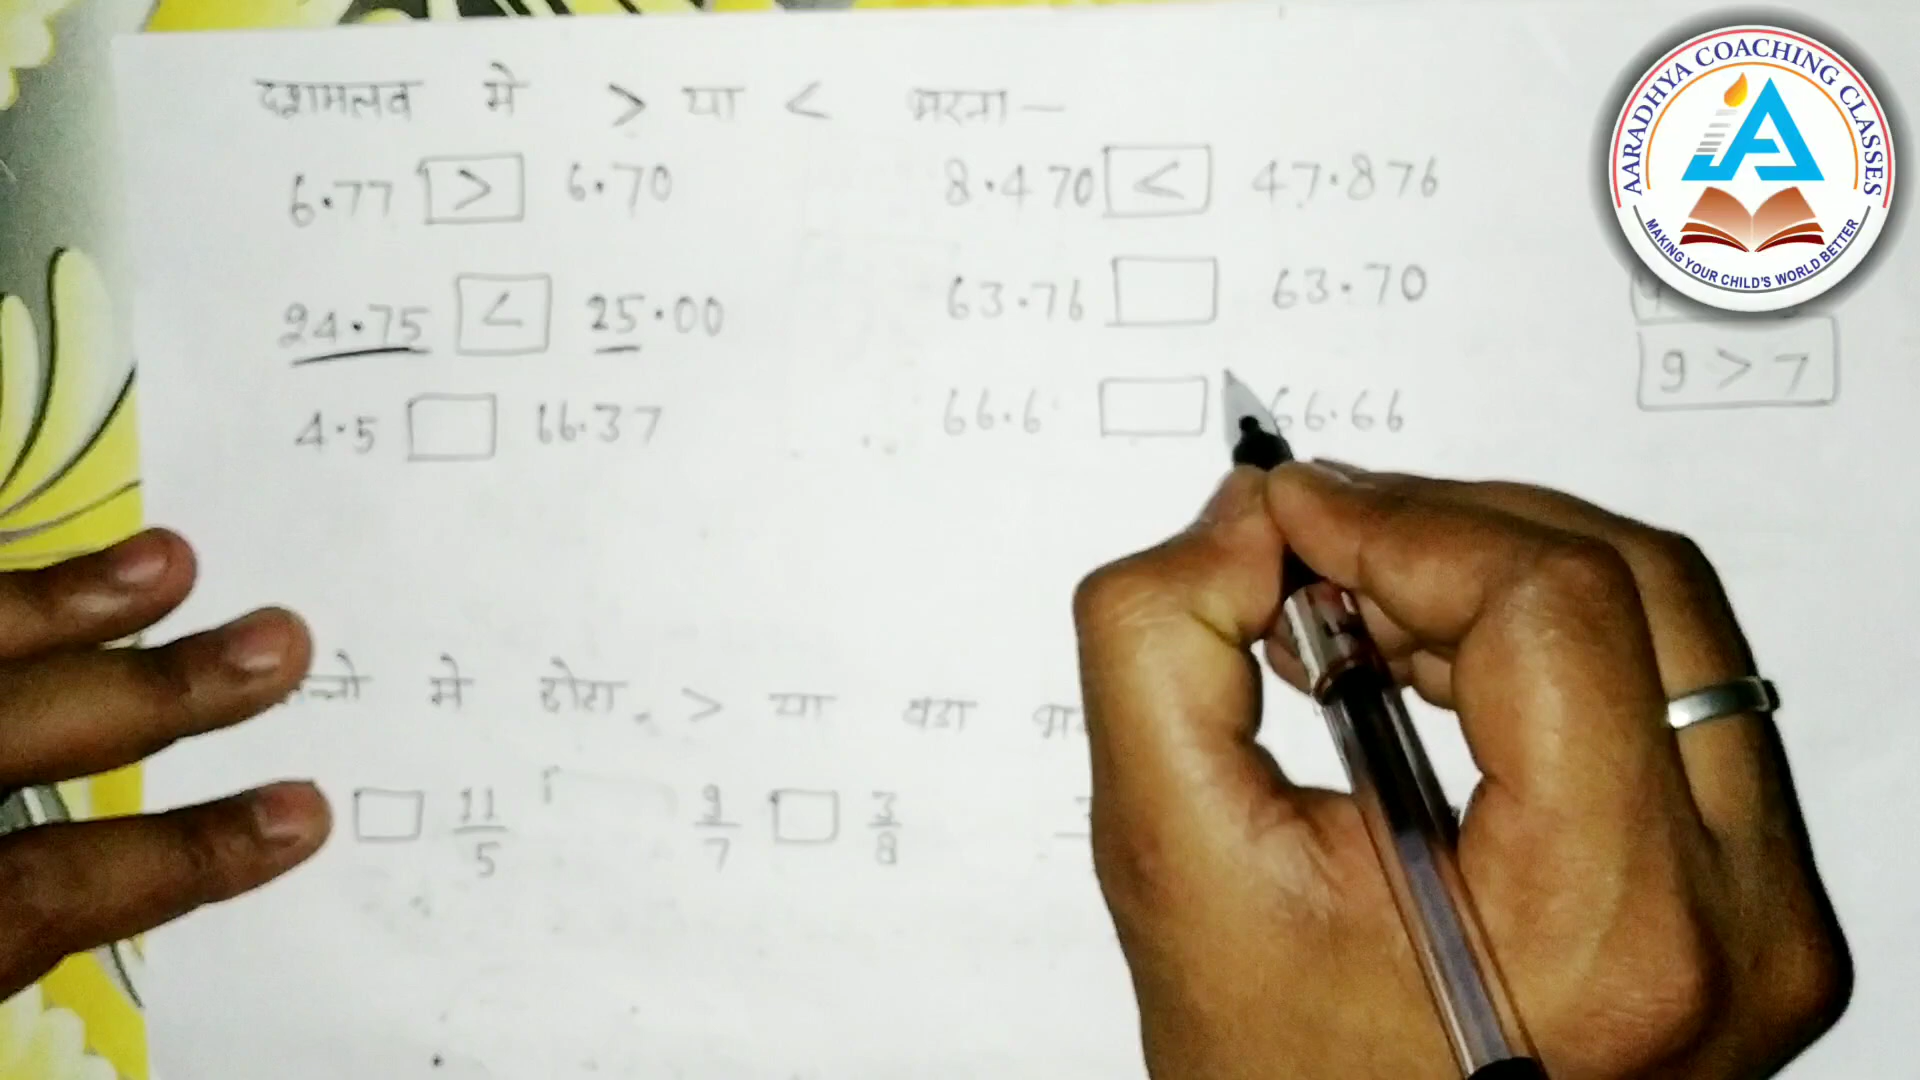 दशमलव मे > या < भरना —
6.77 > 6.70 8.470 < 47.876
24.75 < 25.00 63.76 □ 63.70
4.5 □ 66.37 66.6 □ 66.66
9 > 7
मे छोटा > या बडा
□ 11/5 9/7 □ 3/8
AARADHYA COACHING CLASSES
MAKING YOUR CHILD'S WORLD BETTER